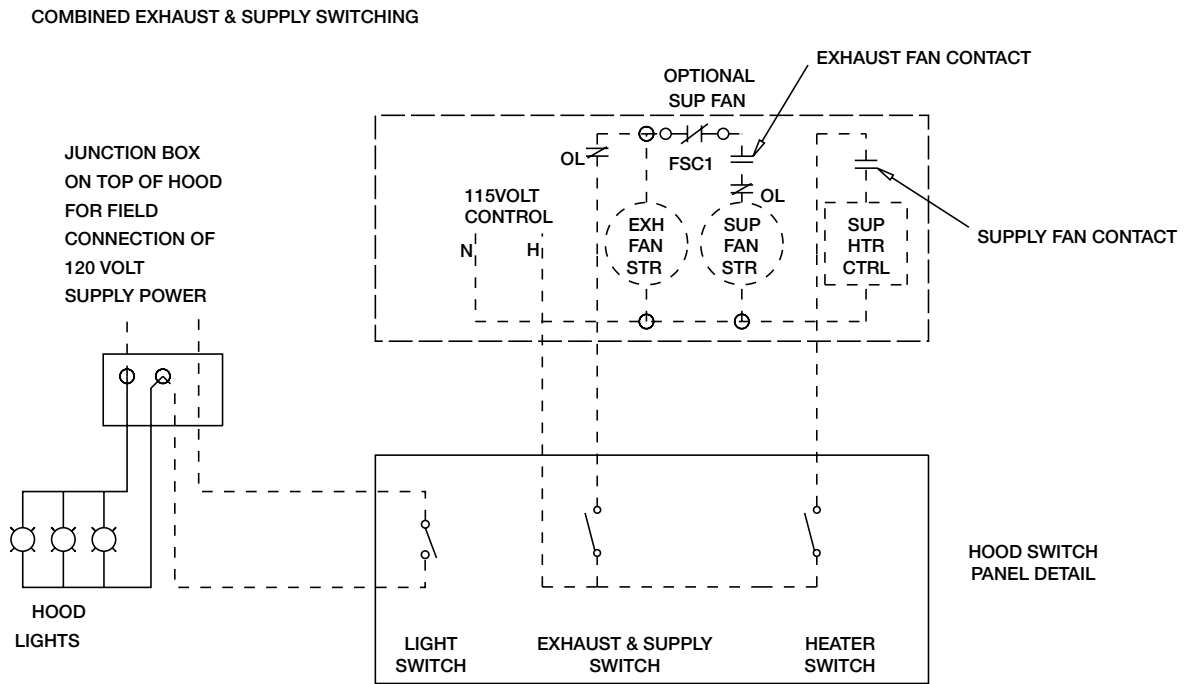 COMBINED EXHAUST & SUPPLY SWITCHING
EXHAUST FAN CONTACT
OPTIONAL
SUP FAN
JUNCTION BOX
ON TOP OF HOOD
FOR FIELD
CONNECTION OF
120 VOLT
SUPPLY POWER
OL
FSC1
115VOLT
CONTROL
N
H
OL
EXH
FAN
STR
SUP
FAN
STR
SUP
HTR
CTRL
SUPPLY FAN CONTACT
HOOD
LIGHTS
LIGHT
SWITCH
EXHAUST & SUPPLY
SWITCH
HEATER
SWITCH
HOOD SWITCH
PANEL DETAIL